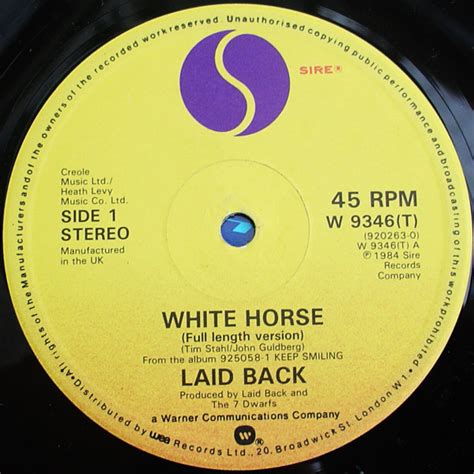 All rights of the Manufacturers and of the owners of the recorded work reserved. Unauthorised copying public performance and broadcasting of this work prohibited.
SIRE®
Creole
Music Ltd./
Heath Levy
Music Co. Ltd.
SIDE 1
STEREO
Manufactured
in the UK
45 RPM
W 9346(T)
(920263-0)
W 9346(T) A
℗1984 Sire
Records
Company
WHITE HORSE
(Full length version)
(Tim Stahl/John Guldberg)
From the album 925058-1 KEEP SMILING
LAID BACK
Produced by Laid Back and
The 7 Dwarfs
a Warner Communications Company
Distributed by wea Records Ltd., 20, Broadwick St. London W1.